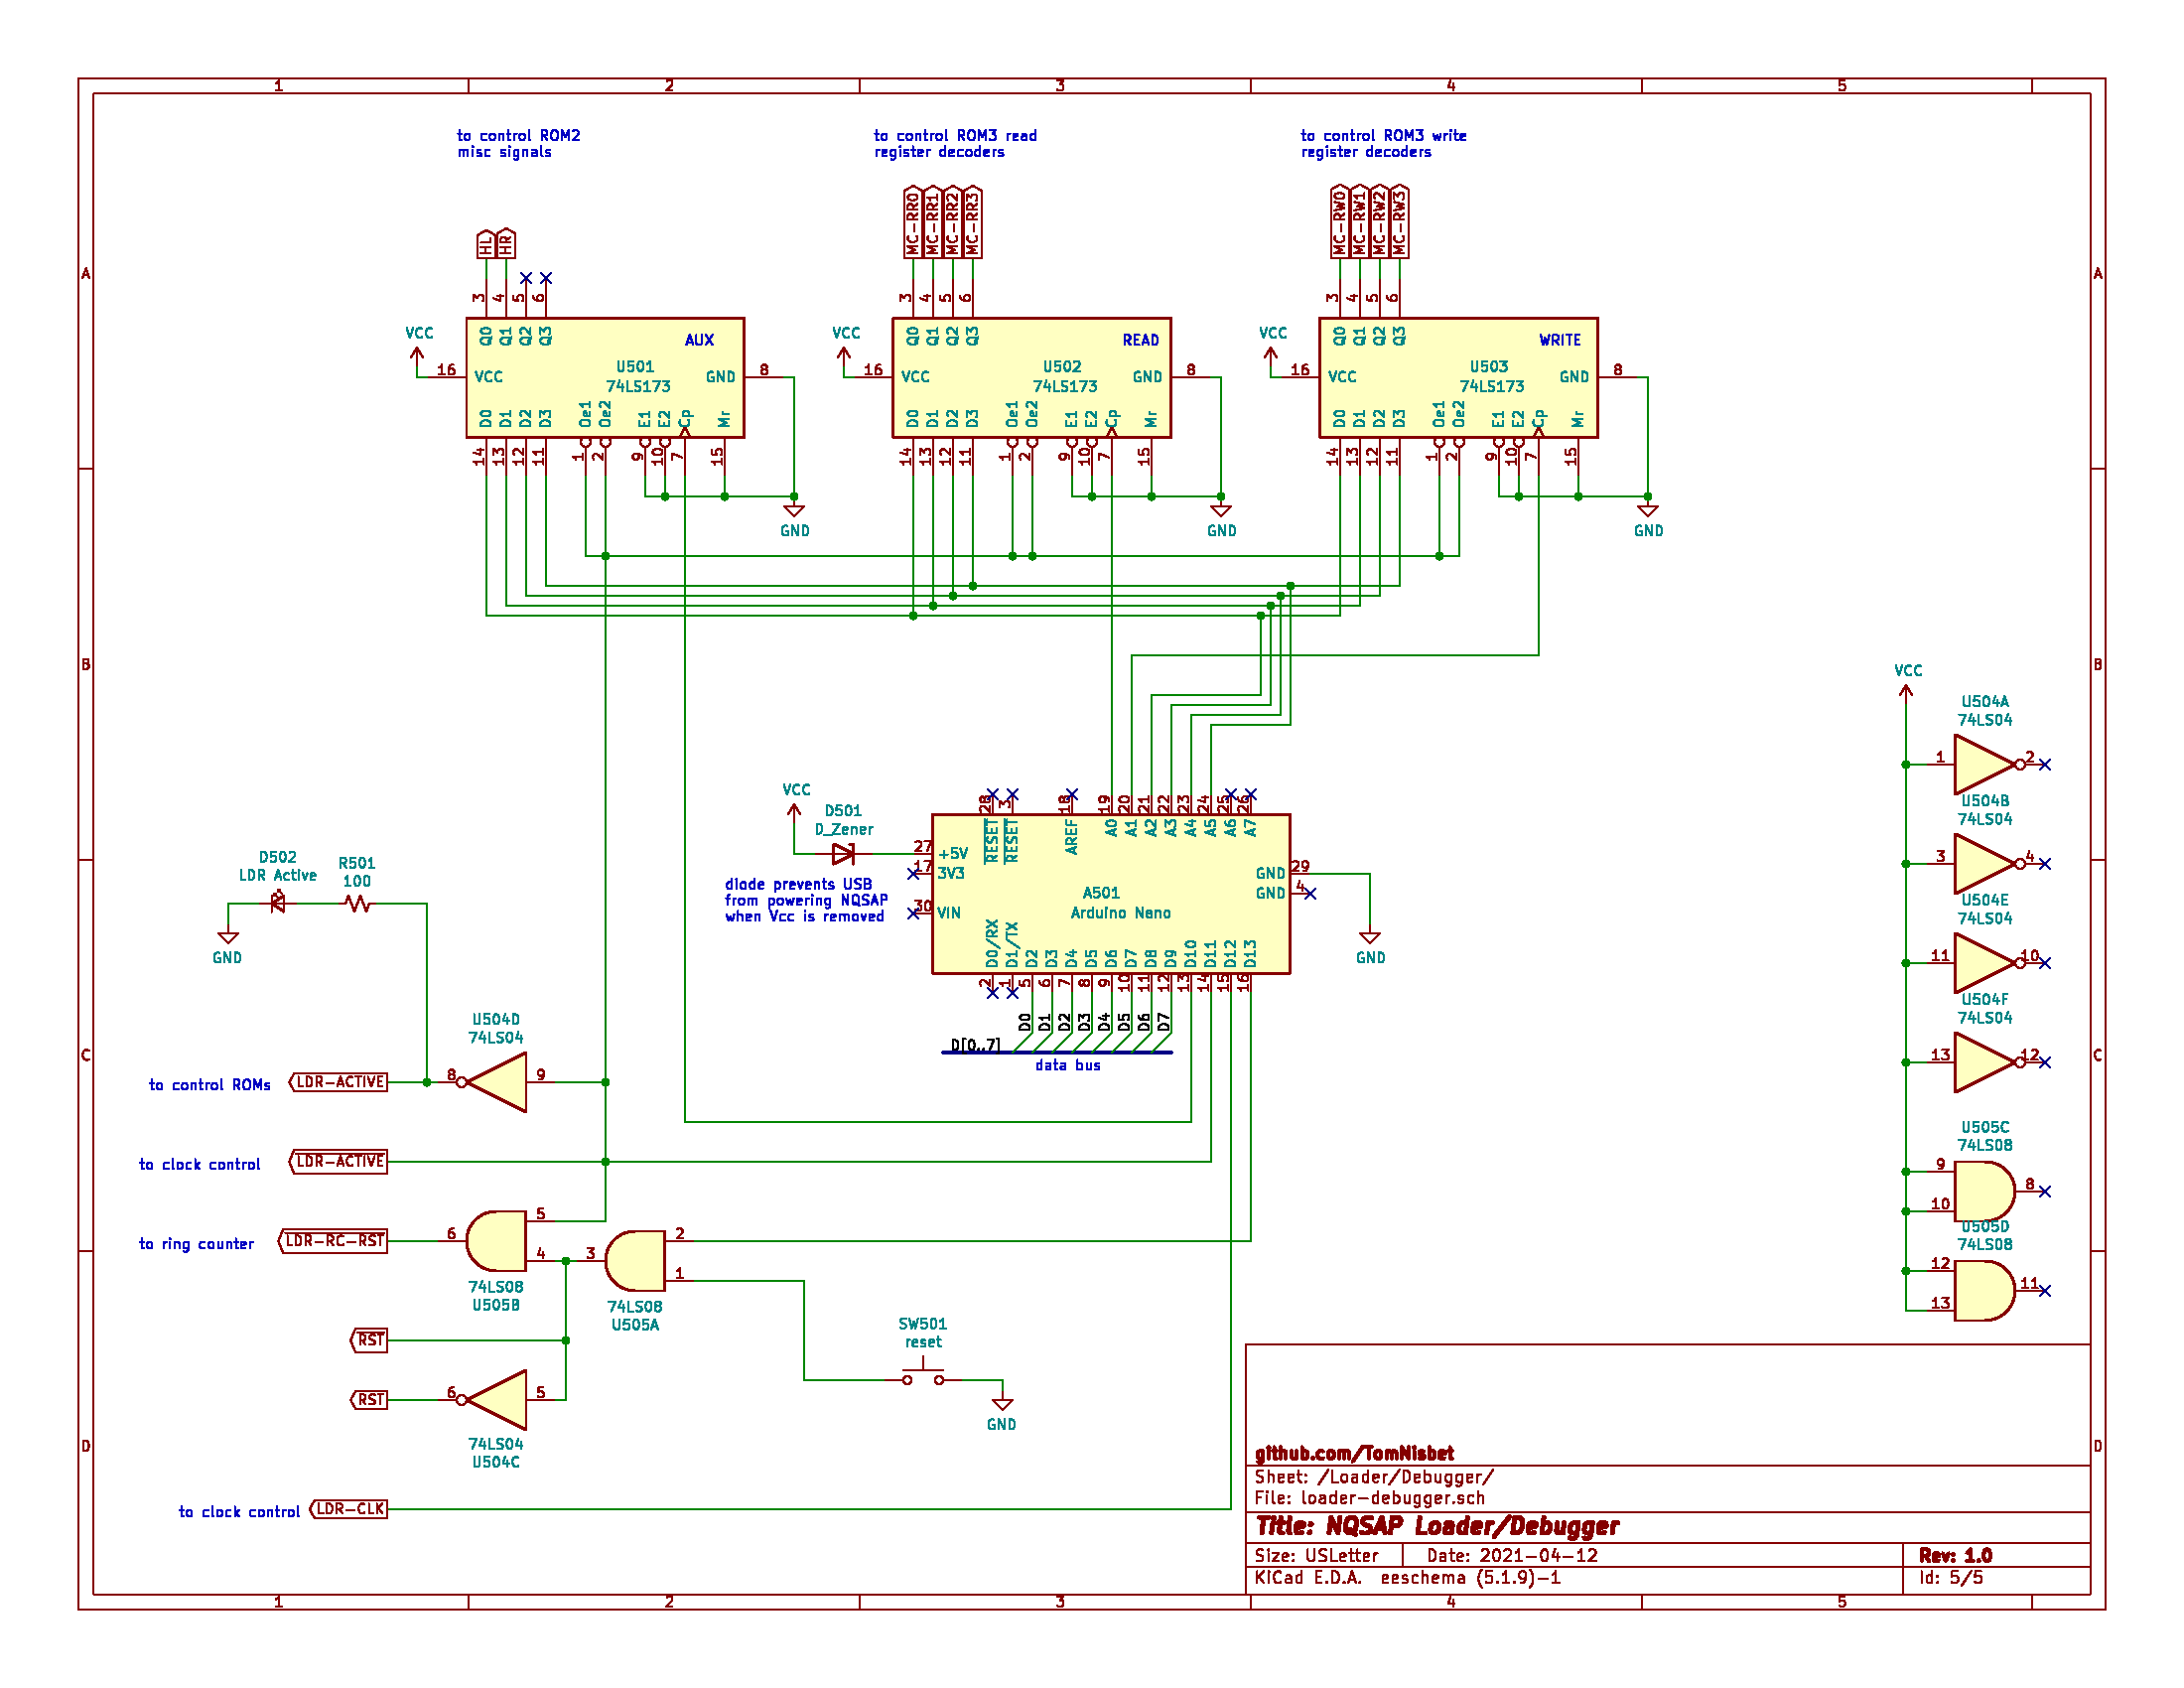 1 2 3 4 5
A
B
C
D
A
B
C
D
1 2 3 4 5
to control ROM2
misc signals
to control ROM3 read
register decoders
to control ROM3 write
register decoders
HL HR
MC-RR0 MC-RR1 MC-RR2 MC-RR3
MC-RW0 MC-RW1 MC-RW2 MC-RW3
3 4 5 6
Q0 Q1 Q2 Q3
AUX
VCC
16 VCC
U501
74LS173
GND 8
D0 D1 D2 D3 Oe1 Oe2 E1 E2 Cp Mr
14 13 12 11 1 2 9 10 7 15
GND
3 4 5 6
Q0 Q1 Q2 Q3
READ
VCC
16 VCC
U502
74LS173
GND 8
D0 D1 D2 D3 Oe1 Oe2 E1 E2 Cp Mr
14 13 12 11 1 2 9 10 7 15
GND
3 4 5 6
Q0 Q1 Q2 Q3
WRITE
VCC
16 VCC
U503
74LS173
GND 8
D0 D1 D2 D3 Oe1 Oe2 E1 E2 Cp Mr
14 13 12 11 1 2 9 10 7 15
GND
VCC
D501
D_Zener
diode prevents USB
from powering NQSAP
when Vcc is removed
28 3 18 19 20 21 22 23 24 25 26
RESET RESET AREF A0 A1 A2 A3 A4 A5 A6 A7
27 +5V
17 3V3
30 VIN
A501
Arduino Nano
GND 29
GND 4
GND
D0/RX D1/TX D2 D3 D4 D5 D6 D7 D8 D9 D10 D11 D12 D13
2 1 5 6 7 8 9 10 11 12 13 14 15 16
D0 D1 D2 D3 D4 D5 D6 D7
D[0..7]
data bus
D502
LDR Active
R501
100
GND
U504D
74LS04
to control ROMs
LDR-ACTIVE
8 9
to clock control
LDR-ACTIVE
to ring counter
LDR-RC-RST
6 5 4
74LS08
U505B
3 2 1
74LS08
U505A
RST
RST
6 5
74LS04
U504C
SW501
reset
GND
to clock control
LDR-CLK
VCC
U504A
74LS04
1 2
U504B
74LS04
3 4
U504E
74LS04
11 10
U504F
74LS04
13 12
U505C
74LS08
9 10 8
U505D
74LS08
12 13 11
github.com/TomNisbet
Sheet: /Loader/Debugger/
File: loader-debugger.sch
Title: NQSAP Loader/Debugger
Size: USLetter Date: 2021-04-12 Rev: 1.0
KiCad E.D.A. eeschema (5.1.9)-1 Id: 5/5